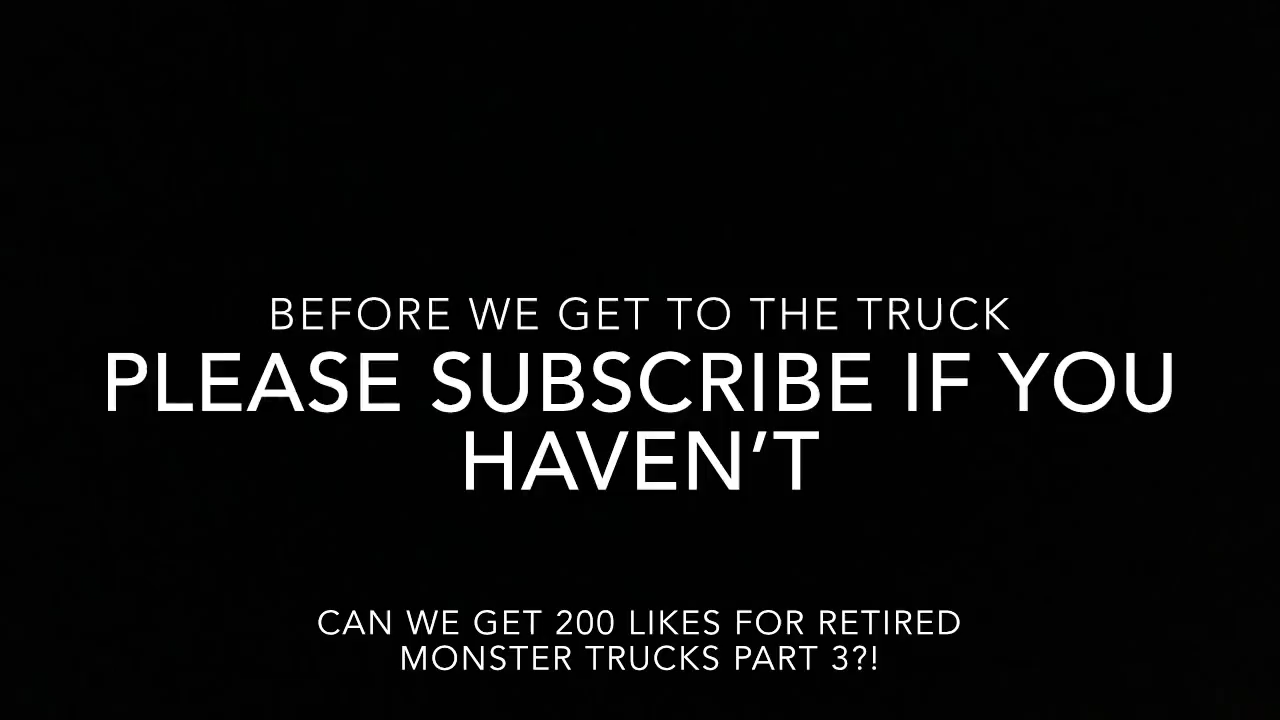 BEFORE WE GET TO THE TRUCK
PLEASE SUBSCRIBE IF YOU
HAVEN’T
CAN WE GET 200 LIKES FOR RETIRED
MONSTER TRUCKS PART 3?!